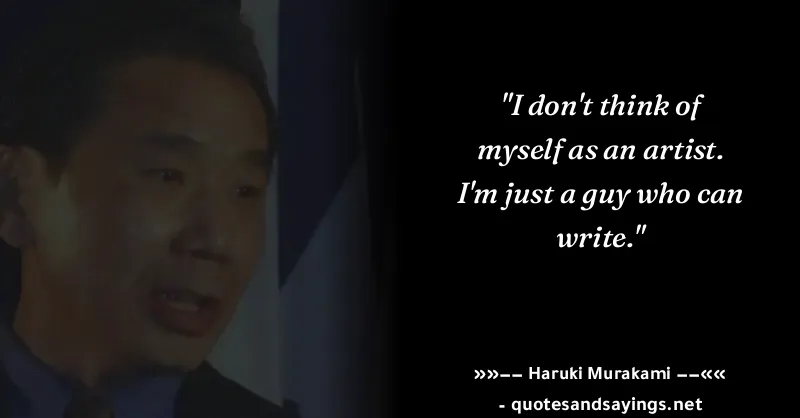 "I don't think of
myself as an artist.
I'm just a guy who can
write."
»»–– Haruki Murakami ––««
- quotesandsayings.net